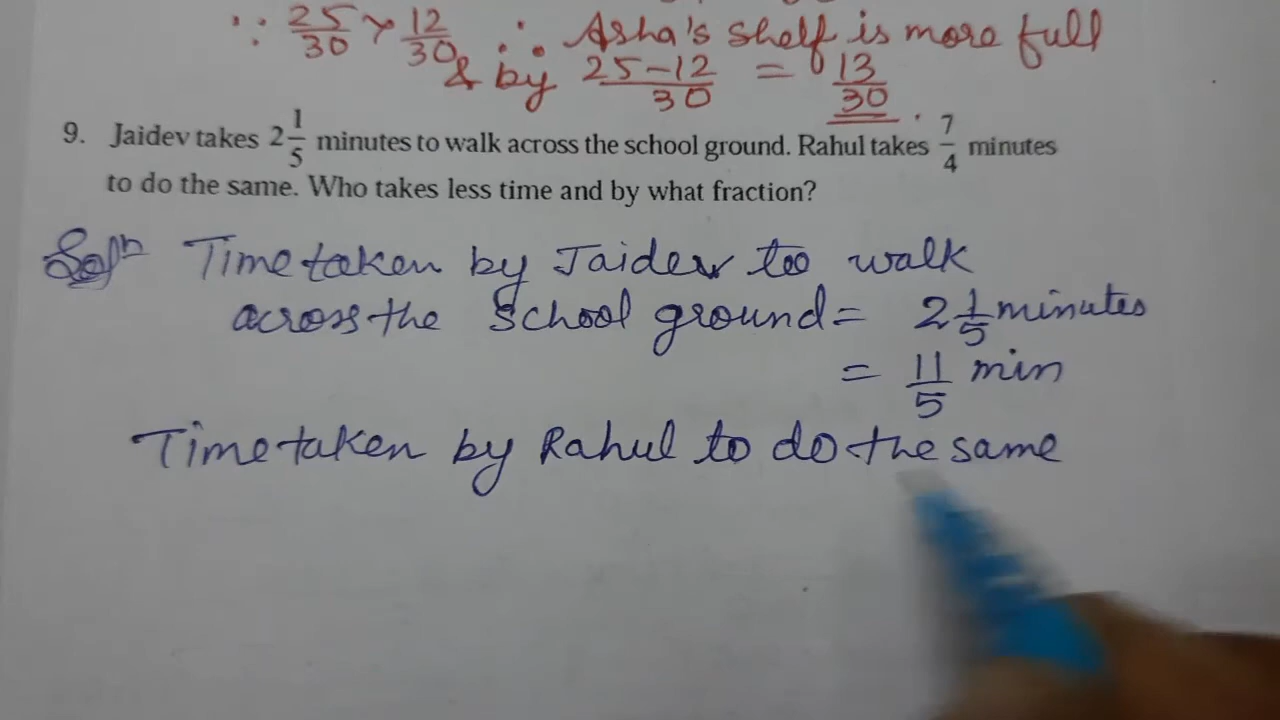 ∵ 25/30 > 12/30 ∴ Asha's shelf is more full
& by 25-12/30 = 13/30
9. Jaidev takes 2 1/5 minutes to walk across the school ground. Rahul takes 7/4 minutes
to do the same. Who takes less time and by what fraction?
Solⁿ Time taken by Jaidev to walk
across the School ground = 2 1/5 minutes
= 11/5 min
Time taken by Rahul to do the same